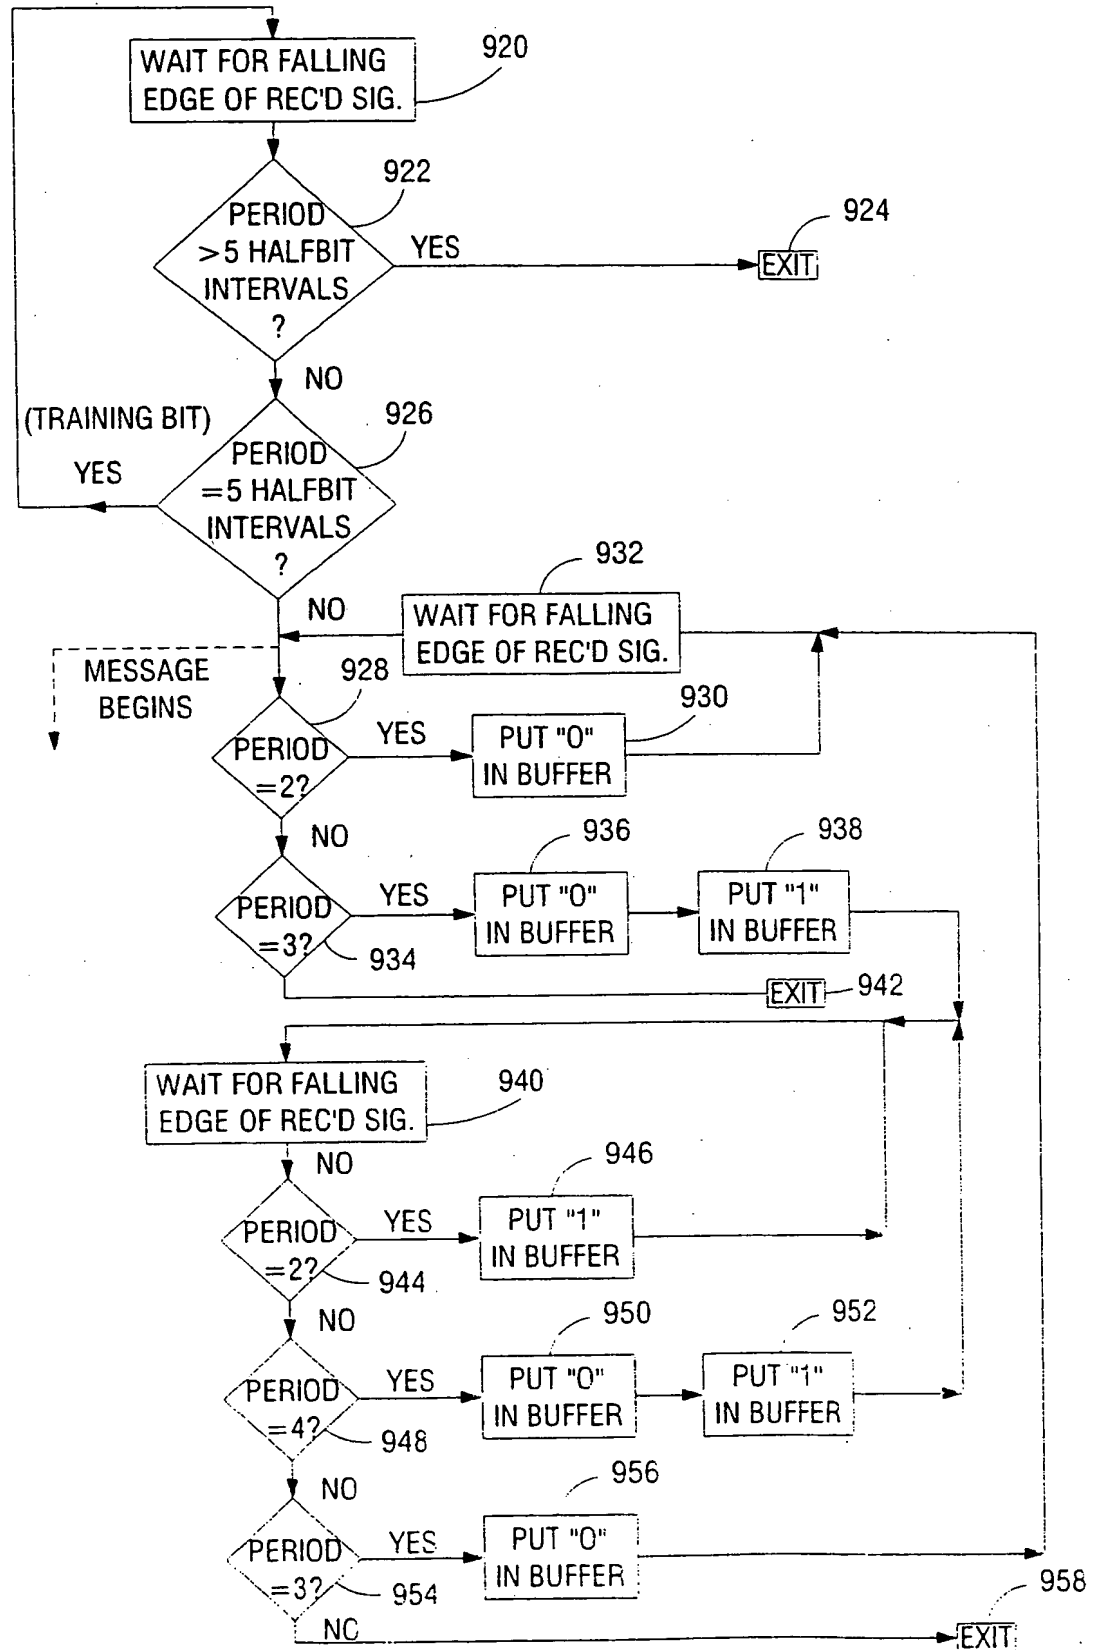 920
WAIT FOR FALLING
EDGE OF REC'D SIG.
922
PERIOD
>5 HALFBIT
INTERVALS
?
YES
924
EXIT
NO
(TRAINING BIT)
926
PERIOD
=5 HALFBIT
INTERVALS
?
YES
932
NO
WAIT FOR FALLING
EDGE OF REC'D SIG.
MESSAGE
BEGINS
928
PERIOD
=2?
YES
930
PUT "0"
IN BUFFER
NO
936
938
PERIOD
=3?
934
YES
PUT "0"
IN BUFFER
PUT "1"
IN BUFFER
EXIT
942
WAIT FOR FALLING
EDGE OF REC'D SIG.
940
NO
946
PERIOD
=2?
944
YES
PUT "1"
IN BUFFER
NO
950
952
PERIOD
=4?
948
YES
PUT "0"
IN BUFFER
PUT "1"
IN BUFFER
NO
956
PERIOD
=3?
954
YES
PUT "0"
IN BUFFER
958
NO
EXIT